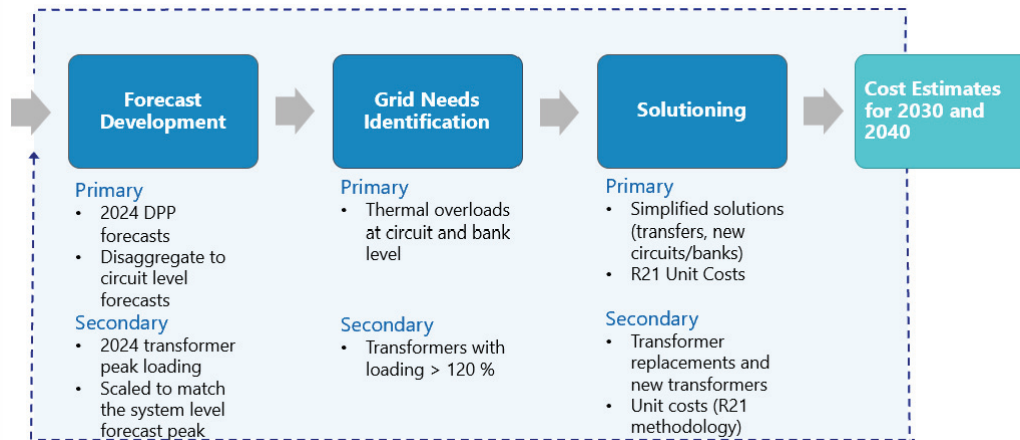 Forecast
Development
Grid Needs
Identification
Solutioning
Cost Estimates
for 2030 and
2040
Primary
• 2024 DPP
forecasts
• Disaggregate to
circuit level
forecasts
Secondary
• 2024 transformer
peak loading
• Scaled to match
the system level
forecast peak
Primary
• Thermal overloads
at circuit and bank
level
Secondary
• Transformers with
loading > 120 %
Primary
• Simplified solutions
(transfers, new
circuits/banks)
• R21 Unit Costs
Secondary
• Transformer
replacements and
new transformers
• Unit costs (R21
methodology)